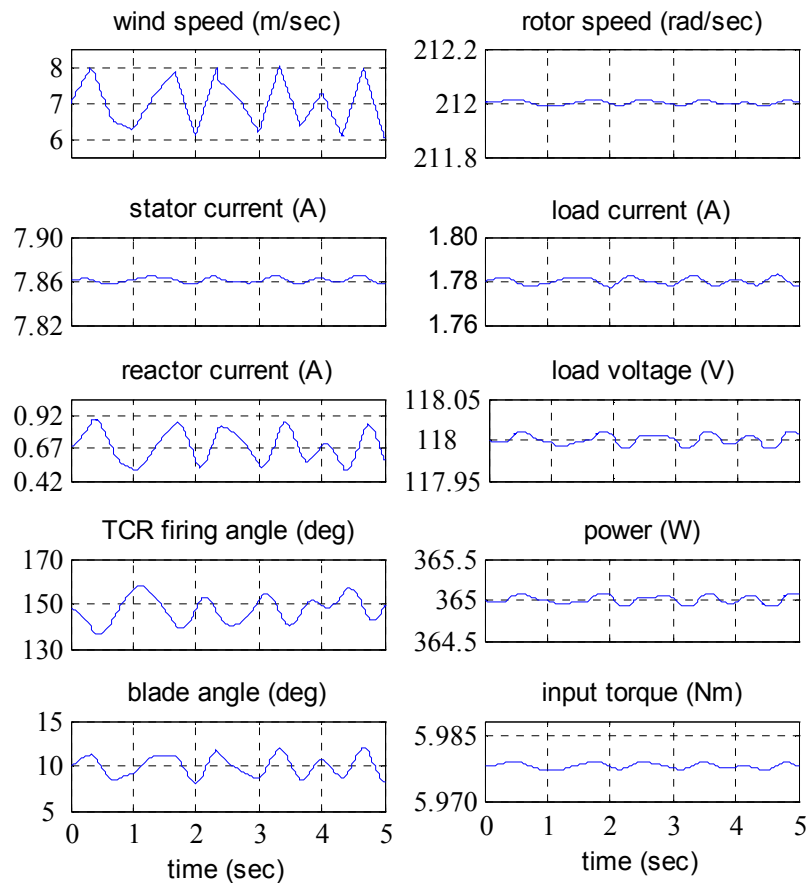 wind speed (m/sec)
8
7
6
rotor speed (rad/sec)
212.2
212
211.8
stator current (A)
7.90
7.86
7.82
load current (A)
1.80
1.78
1.76
reactor current (A)
0.92
0.67
0.42
load voltage (V)
118.05
118
117.95
TCR firing angle (deg)
170
150
130
power (W)
365.5
365
364.5
blade angle (deg)
15
10
5
0 1 2 3 4 5
time (sec)
input torque (Nm)
5.985
5.970
0 1 2 3 4 5
time (sec)